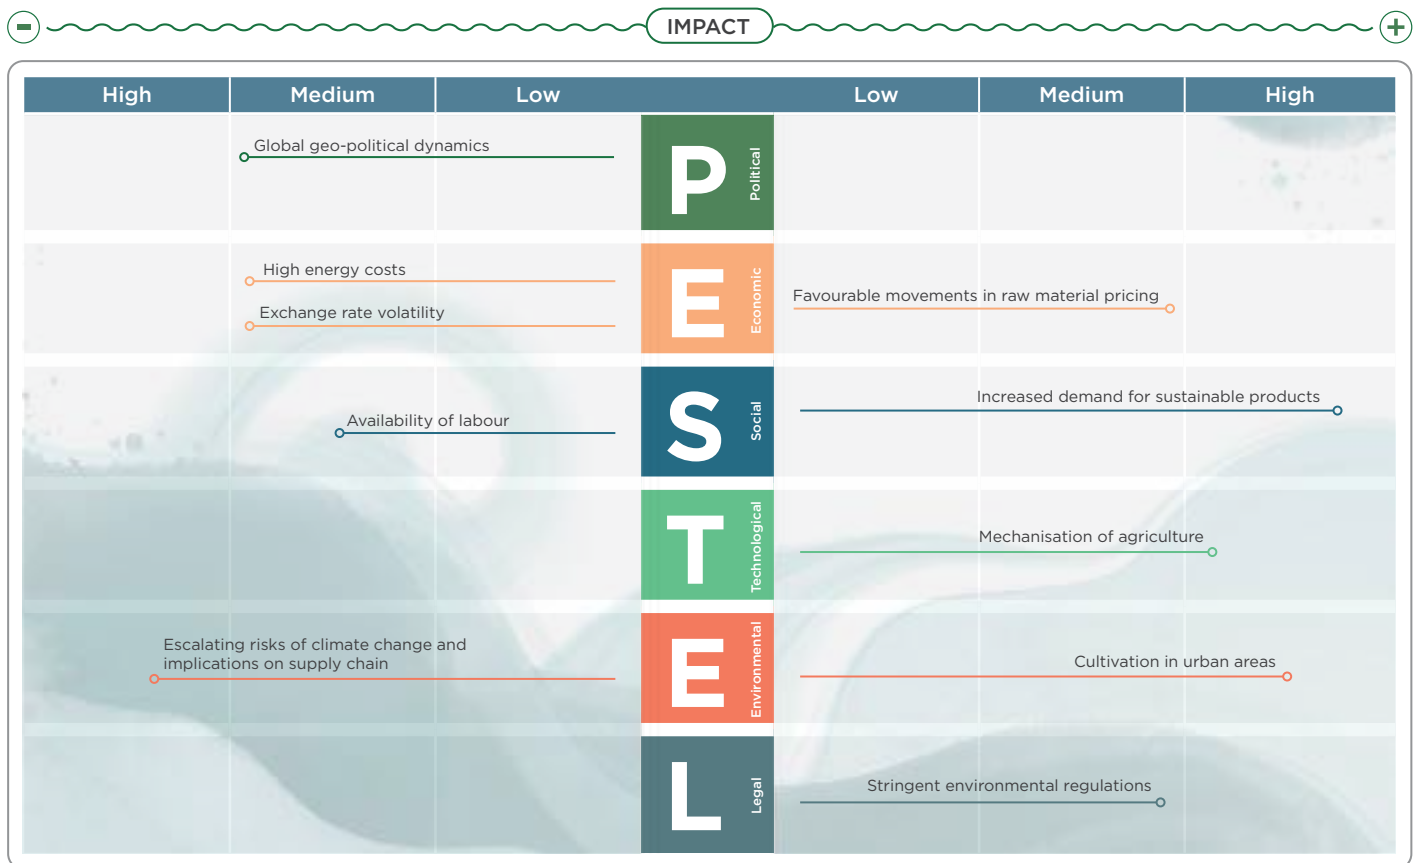 IMPACT
High Medium Low Low Medium High
Global geo-political dynamics
P Political
High energy costs
Exchange rate volatility
E Economic
Favourable movements in raw material pricing
Availability of labour
S Social
Increased demand for sustainable products
T Technological
Mechanisation of agriculture
Escalating risks of climate change and
implications on supply chain
E Environmental
Cultivation in urban areas
L Legal
Stringent environmental regulations